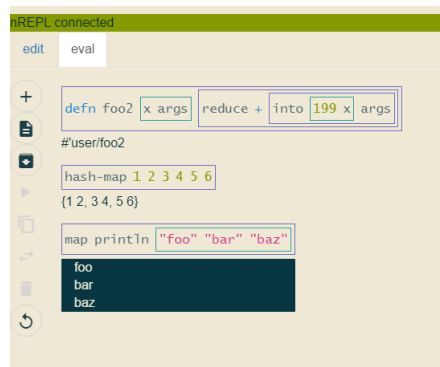 nREPL connected
edit eval
defn foo2 x args reduce + into 199 x args
#'user/foo2
hash-map 1 2 3 4 5 6
{1 2, 3 4, 5 6}
map println "foo" "bar" "baz"
foo
bar
baz